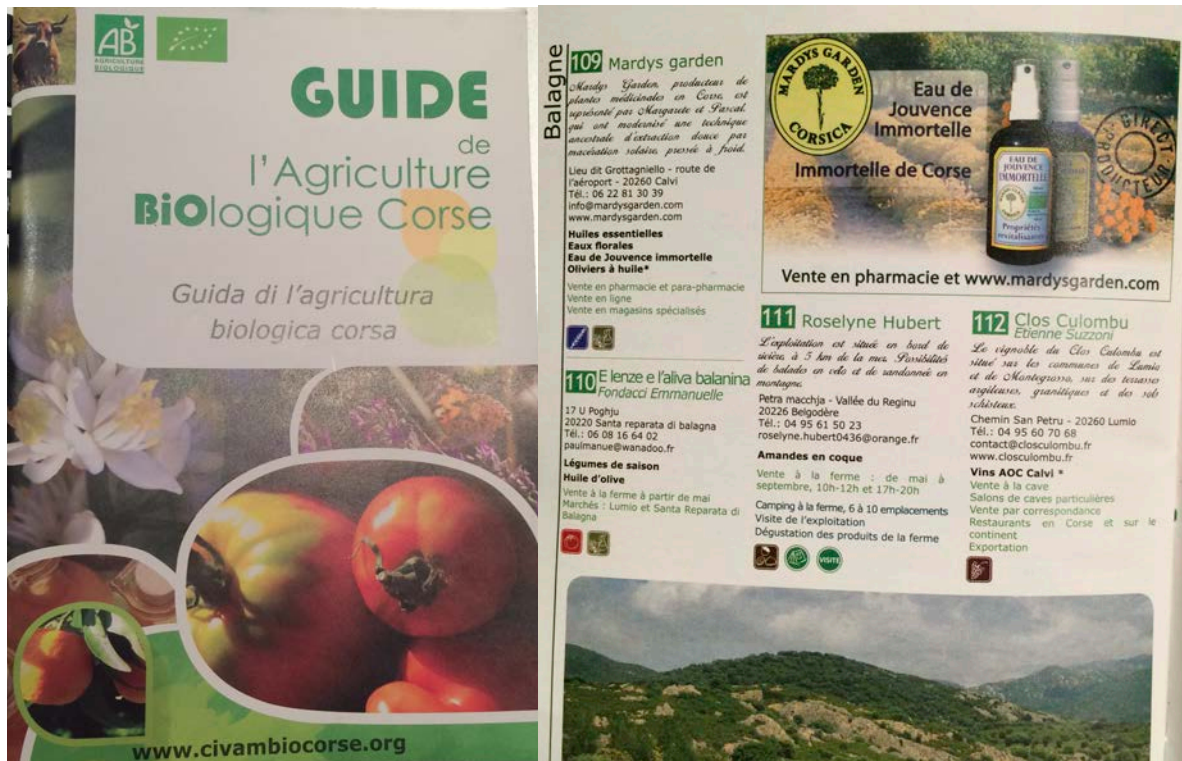 AB
AGRICULTURE
BIOLOGIQUE
GUIDE
de
l'Agriculture
BiOlogique Corse
Guida di l'agricultura
biologica corsa
www.civambiocorse.org
Balagne
109 Mardys garden
Mardys Garden, producteur de
plantes médicinales en Corse, est
représenté par Margarete et Pascal,
qui ont modernisé une technique
ancestrale d'extraction douce par
macération solaire, pressée à froid.
Lieu dit Grottagniello - route de
l'aéroport - 20260 Calvi
Tél.: 06 22 81 30 39
info@mardysgarden.com
www.mardysgarden.com
Huiles essentielles
Eaux florales
Eau de Jouvence immortelle
Oliviers à huile*
Vente en pharmacie et para-pharmacie
Vente en ligne
Vente en magasins spécialisés
110 E lenze e l'aliva balanina
Fondacci Emmanuelle
17 U Poghju
20220 Santa reparata di balagna
Tél.: 06 08 16 64 02
paulmanue@wanadoo.fr
Légumes de saison
Huile d'olive
Vente à la ferme à partir de mai
Marchés : Lumio et Santa Reparata di
Balagna
MARDYS GARDEN
CORSICA
Eau de
Jouvence
Immortelle
Immortelle de Corse
EAU DE
JOUVENCE
IMMORTELLE
Propriétés
revitalisantes
DIRECT
PRODUCTEUR
Vente en pharmacie et www.mardysgarden.com
111 Roselyne Hubert
L'exploitation est située en bord de
rivière, à 5 km de la mer. Possibilités
de balades en vélo et de randonnée en
montagne.
Petra macchja - Vallée du Reginu
20226 Belgodère
Tél.: 04 95 61 50 23
roselyne.hubert0436@orange.fr
Amandes en coque
Vente à la ferme : de mai à
septembre, 10h-12h et 17h-20h
Camping à la ferme, 6 à 10 emplacements
Visite de l'exploitation
Dégustation des produits de la ferme
VISITE
112 Clos Culombu
Etienne Suzzoni
Le vignoble du Clos Culombu est
situé sur les communes de Lumio
et de Montegrosso, sur des terrasses
argileuses, granitiques et des sols
schisteux.
Chemin San Petru - 20260 Lumio
Tél.: 04 95 60 70 68
contact@closculombu.fr
www.closculombu.fr
Vins AOC Calvi *
Vente à la cave
Salons de caves particulières
Vente par correspondance
Restaurants en Corse et sur le
continent
Exportation